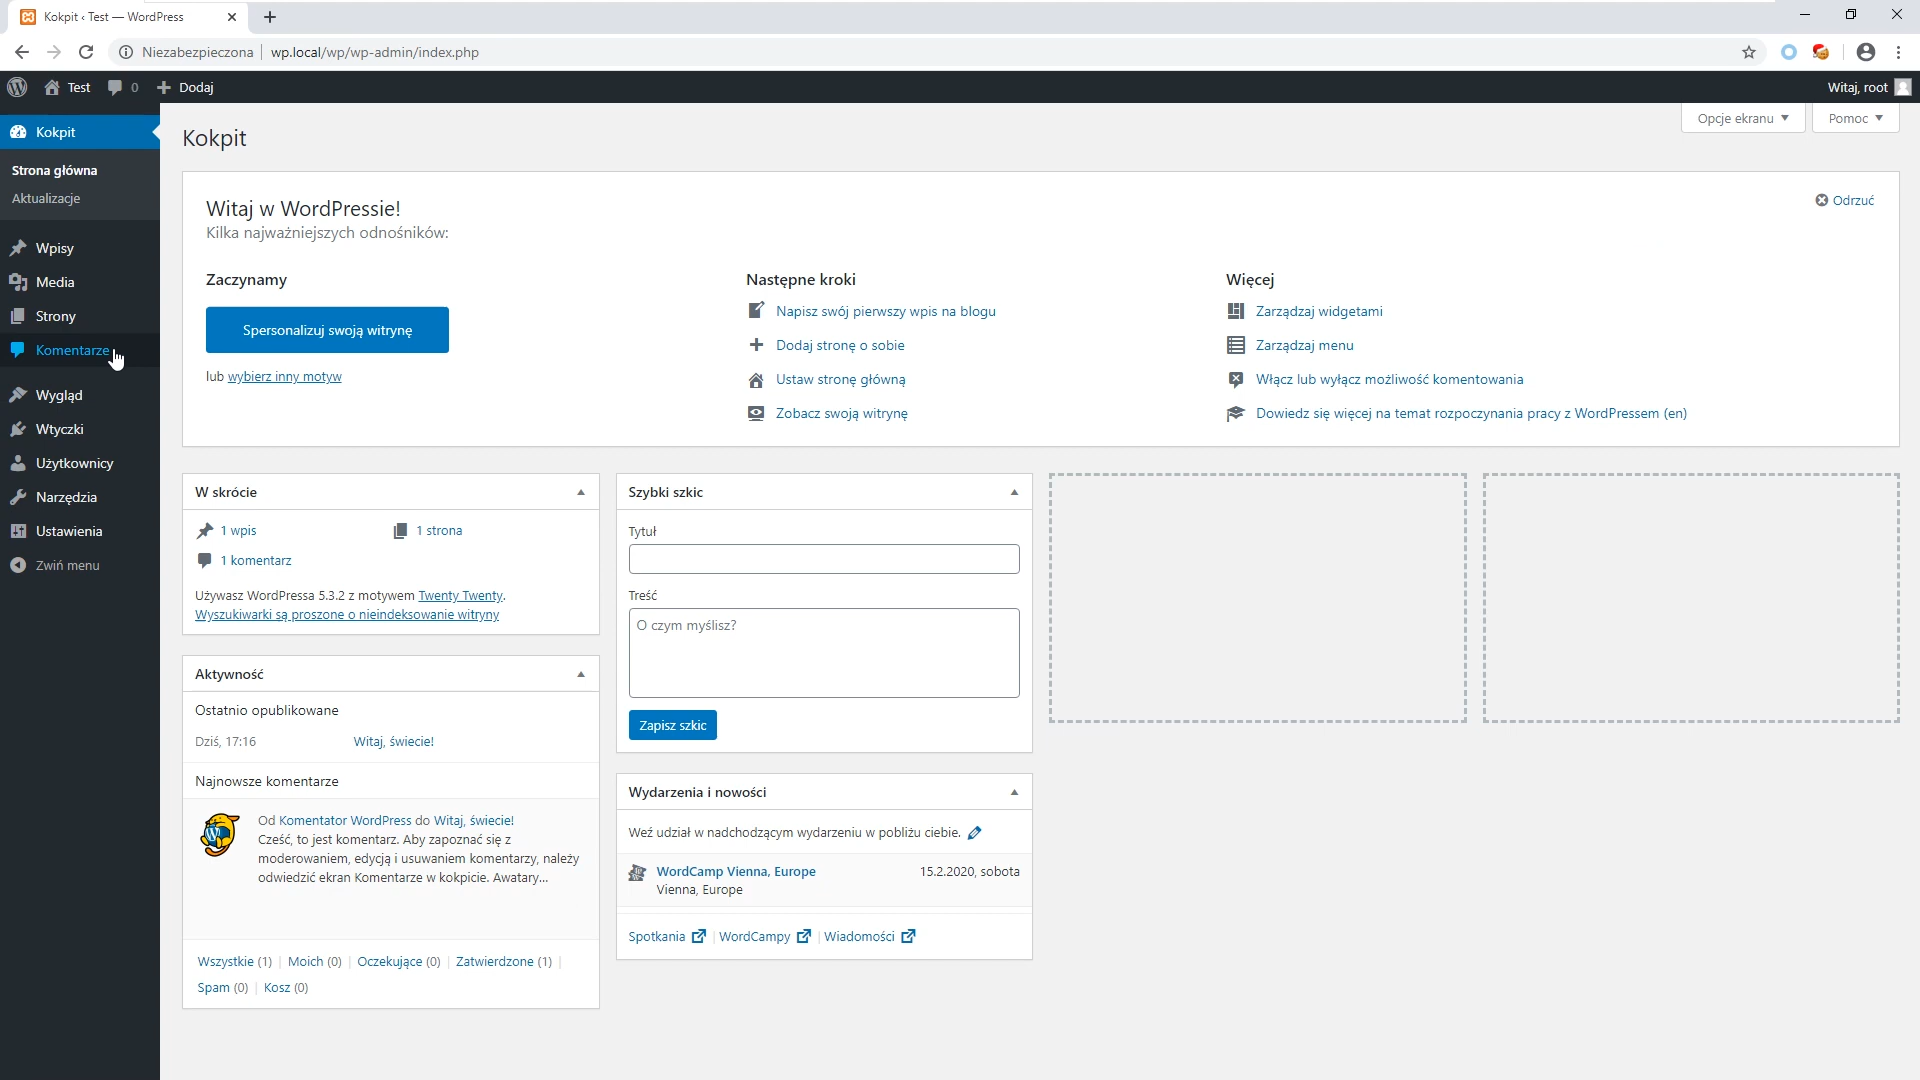 Kokpit ‹ Test — WordPress
Niezabezpieczona | wp.local/wp/wp-admin/index.php
Test 0 Dodaj Witaj, root
Kokpit
Strona główna
Aktualizacje
Wpisy
Media
Strony
Komentarze
Wygląd
Wtyczki
Użytkownicy
Narzędzia
Ustawienia
Zwiń menu
Opcje ekranu Pomoc
Kokpit
Witaj w WordPressie!
Odrzuć
Kilka najważniejszych odnośników:
Zaczynamy
Spersonalizuj swoją witrynę
lub wybierz inny motyw
Następne kroki
Napisz swój pierwszy wpis na blogu
Dodaj stronę o sobie
Ustaw stronę główną
Zobacz swoją witrynę
Więcej
Zarządzaj widgetami
Zarządzaj menu
Włącz lub wyłącz możliwość komentowania
Dowiedz się więcej na temat rozpoczynania pracy z WordPressem (en)
W skrócie
1 wpis 1 strona
1 komentarz
Używasz WordPressa 5.3.2 z motywem Twenty Twenty.
Wyszukiwarki są proszone o nieindeksowanie witryny
Aktywność
Ostatnio opublikowane
Dziś, 17:16 Witaj, świecie!
Najnowsze komentarze
Od Komentator WordPress do Witaj, świecie!
Cześć, to jest komentarz. Aby zapoznać się z
moderowaniem, edycją i usuwaniem komentarzy, należy
odwiedzić ekran Komentarze w kokpicie. Awatary...
Wszystkie (1) | Moich (0) | Oczekujące (0) | Zatwierdzone (1) |
Spam (0) | Kosz (0)
Szybki szkic
Tytuł
Treść
O czym myślisz?
Zapisz szkic
Wydarzenia i nowości
Weź udział w nadchodzącym wydarzeniu w pobliżu ciebie.
WordCamp Vienna, Europe 15.2.2020, sobota
Vienna, Europe
Spotkania | WordCampy | Wiadomości